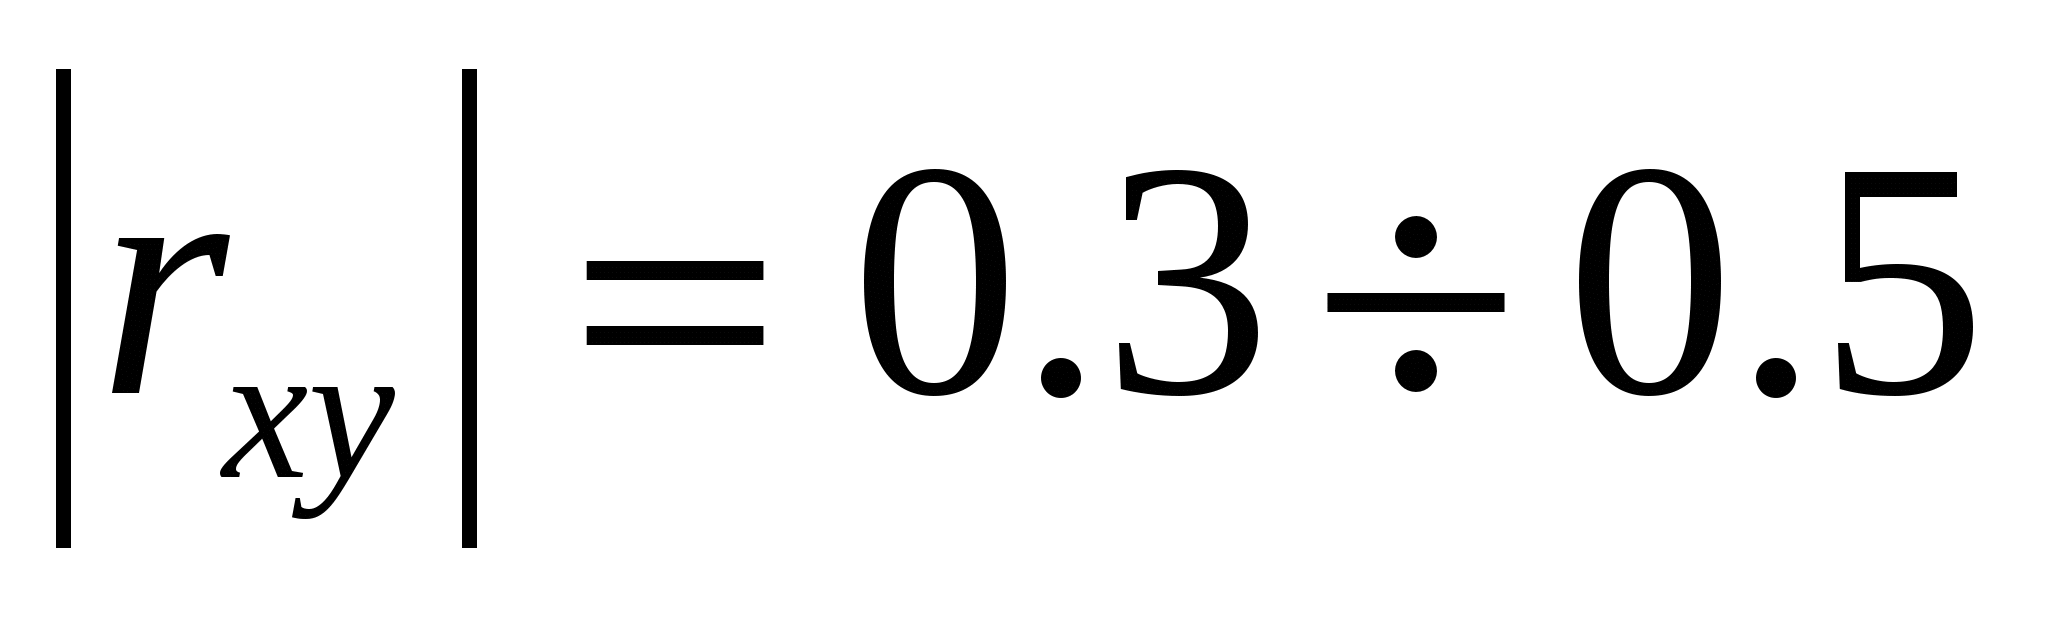 |r_xy| = 0.3 ÷ 0.5